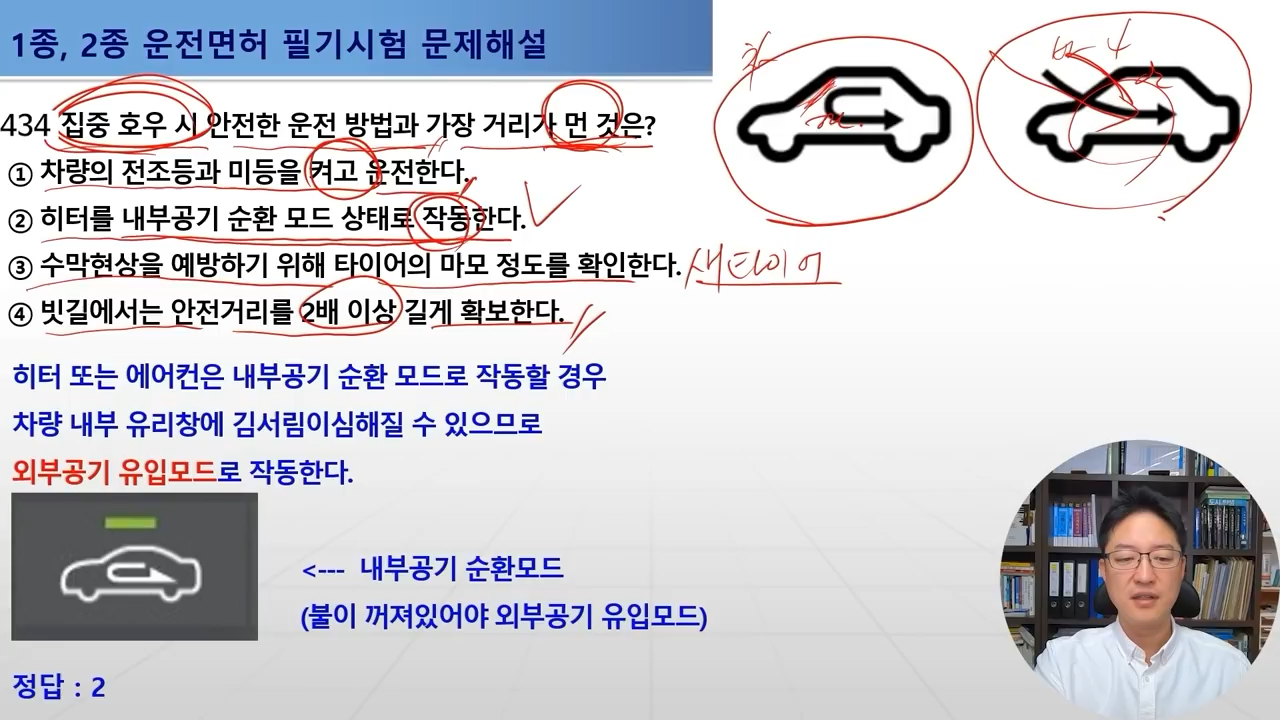 1종, 2종 운전면허 필기시험 문제해설
434 집중 호우 시 안전한 운전 방법과 가장 거리가 먼 것은?
① 차량의 전조등과 미등을 켜고 운전한다.
② 히터를 내부공기 순환 모드 상태로 작동한다.
③ 수막현상을 예방하기 위해 타이어의 마모 정도를 확인한다. 새타이어
④ 빗길에서는 안전거리를 2배 이상 길게 확보한다.
히터 또는 에어컨은 내부공기 순환 모드로 작동할 경우
차량 내부 유리창에 김서림이심해질 수 있으므로
외부공기 유입모드로 작동한다.
<--- 내부공기 순환모드
(불이 꺼져있어야 외부공기 유입모드)
정답 : 2